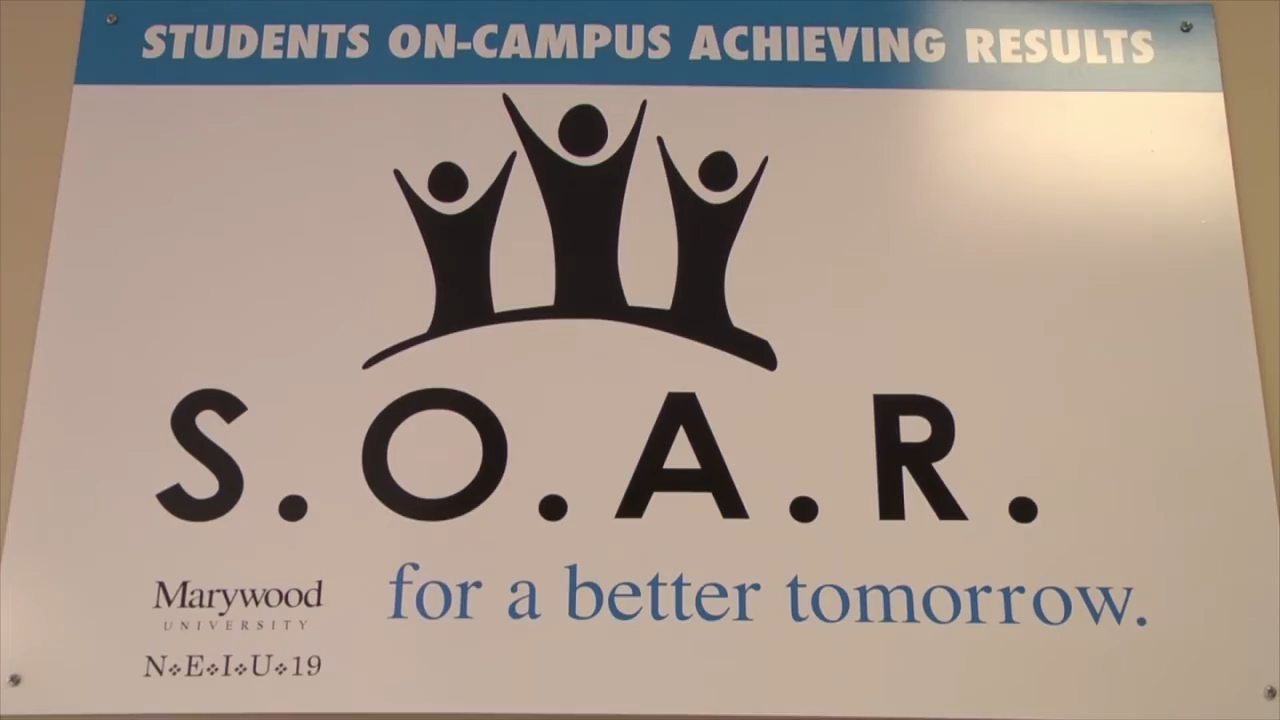 STUDENTS ON-CAMPUS ACHIEVING RESULTS
S.O.A.R.
for a better tomorrow.
Marywood
UNIVERSITY
N❖E❖I❖U❖19